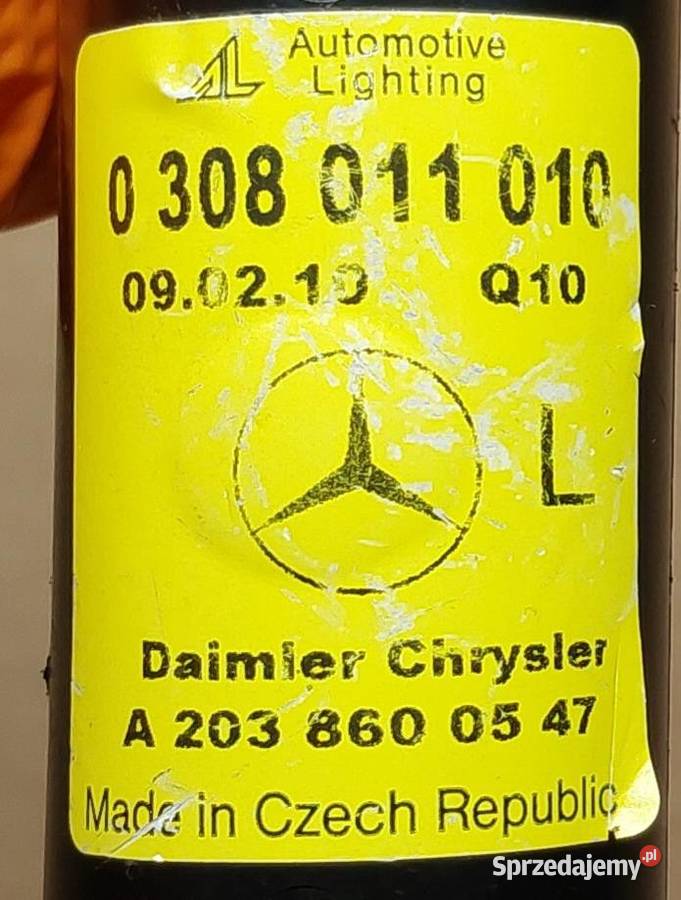 AL Automotive
Lighting
0 308 011 010
09.02.10 Q10
L
Daimler Chrysler
A 203 860 05 47
Made in Czech Republic
Sprzedajemy.pl